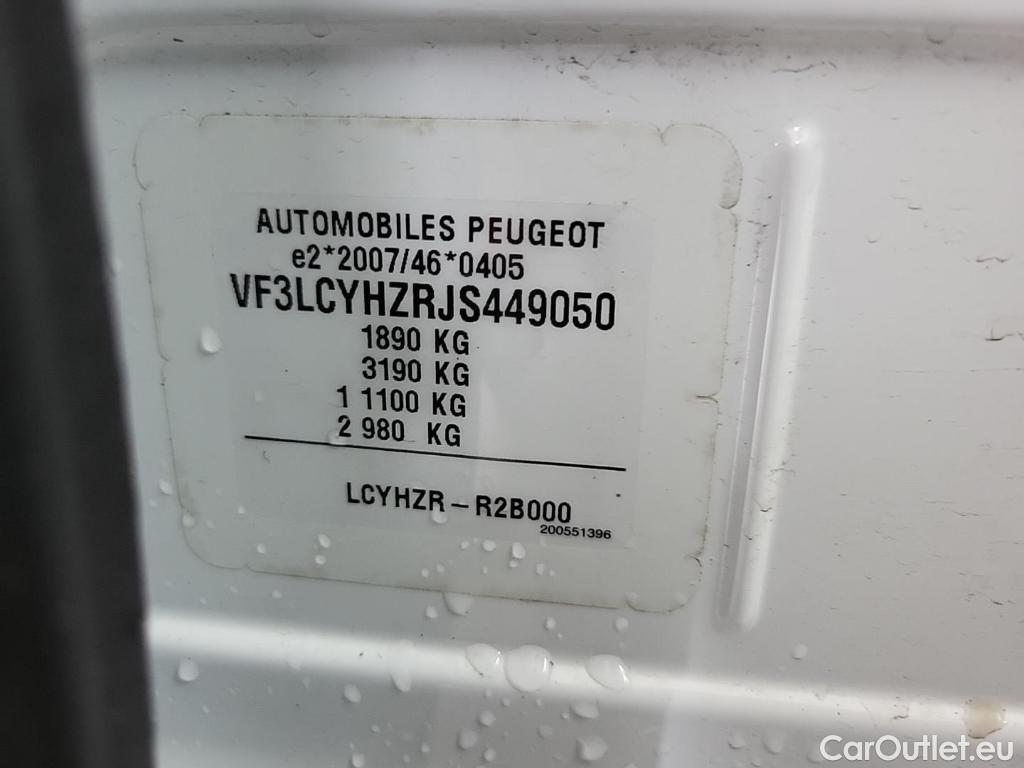 AUTOMOBILES PEUGEOT
e2*2007/46*0405
VF3LCYHZRJS449050
1890 KG
3190 KG
1 1100 KG
2 980 KG
LCYHZR – R2B000
200551396
CarOutlet.eu